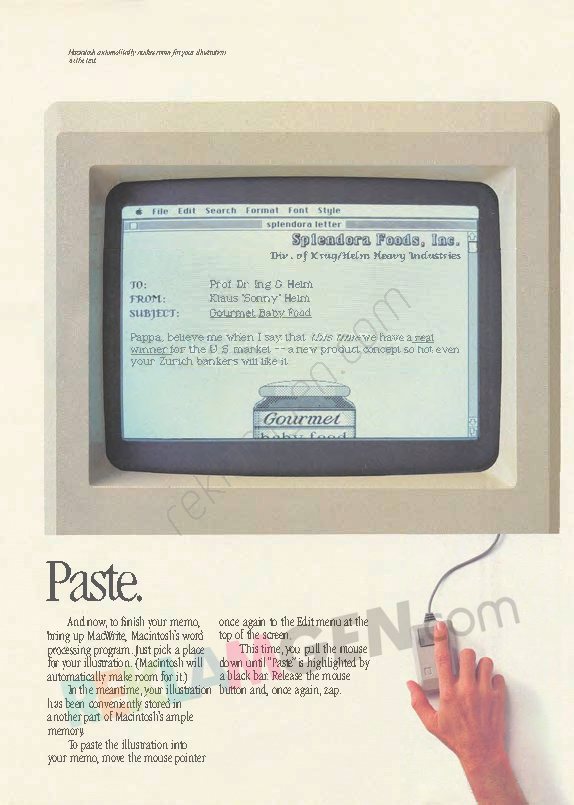 Macintosh automatically makes room for your illustration
in the text.
File Edit Search Format Font Style
splendora letter
Splendora Foods, Inc.
Div. of Krug/Helm Heavy Industries
TO: Prof Dr Ing G Helm
FROM: Klaus "Sonny" Helm
SUBJECT: Gourmet Baby Food
Pappa, believe me when I say that this time we have a real
winner for the U S market -- a new product concept so hot even
your Zurich bankers will like it
Gourmet
baby food
Paste.
And now, to finish your memo,
bring up MacWrite, Macintosh's word
processing program. Just pick a place
for your illustration. (Macintosh will
automatically make room for it.)
In the meantime, your illustration
has been conveniently stored in
another part of Macintosh's ample
memory.
To paste the illustration into
your memo, move the mouse pointer
once again to the Edit menu at the
top of the screen.
This time, you pull the mouse
down until "Paste" is highlighted by
a black bar. Release the mouse
button and, once again, zap.
REKLAMGEN.com
reklamgen.com